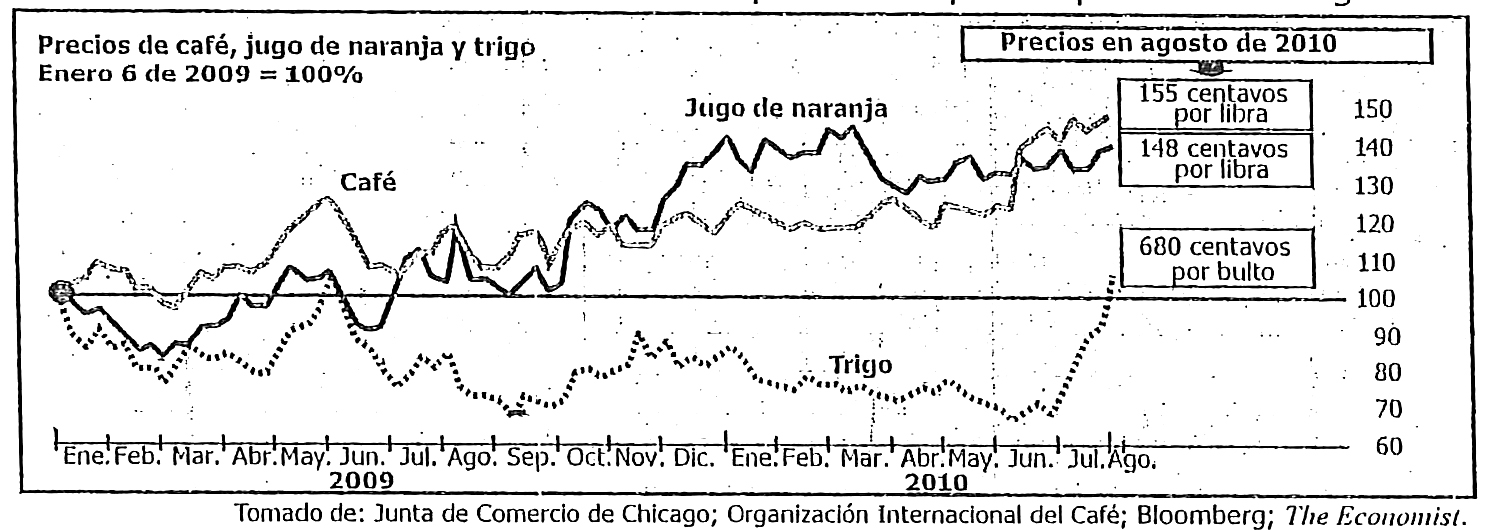 Precios de café, jugo de naranja y trigo
Enero 6 de 2009 = 100%
Precios en agosto de 2010
Jugo de naranja
155 centavos
por libra
150
148 centavos
por libra
140
Café
130
120
680 centavos
por bulto
110
100
90
Trigo
80
70
60
Ene. Feb. Mar. Abr. May. Jun. Jul. Ago. Sep. Oct. Nov. Dic. Ene. Feb. Mar. Abr. May. Jun. Jul. Ago.
2009 2010
Tomado de: Junta de Comercio de Chicago; Organización Internacional del Café; Bloomberg; The Economist.